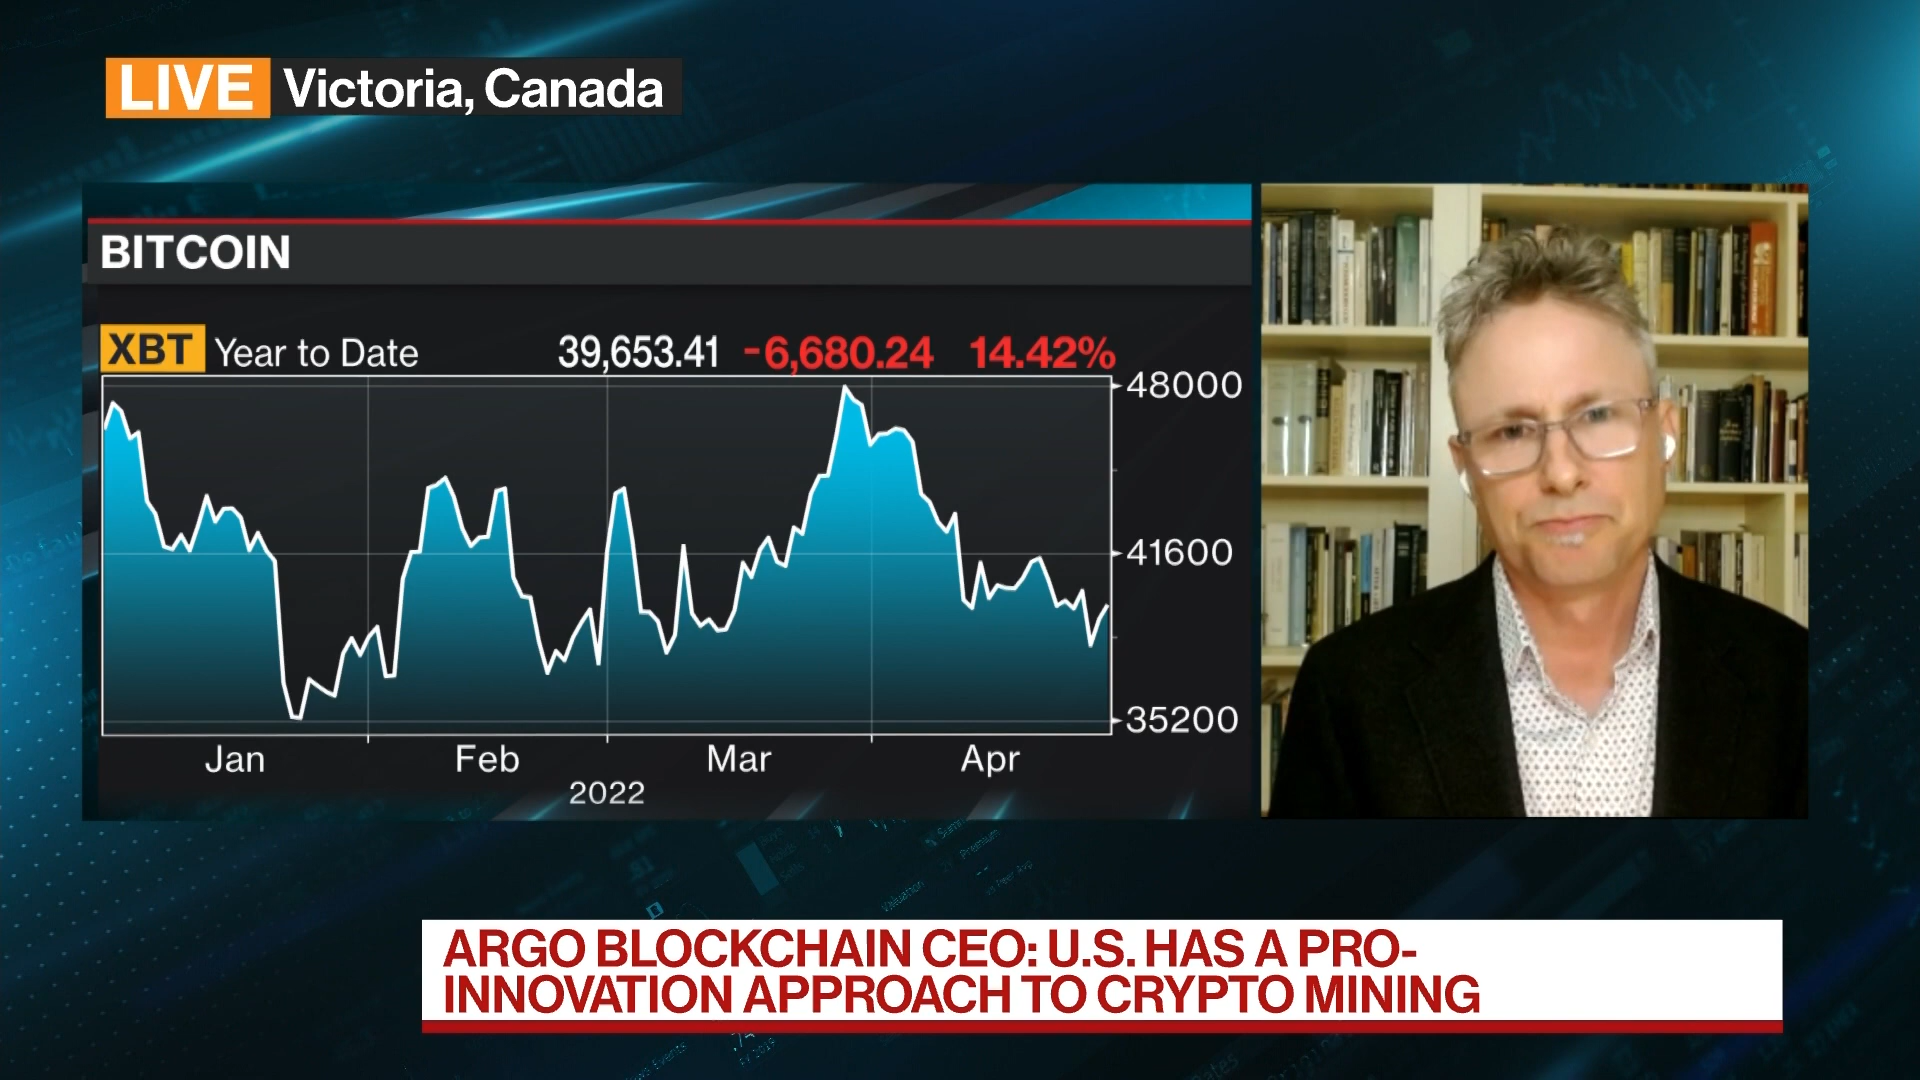 LIVE Victoria, Canada
BITCOIN
XBT Year to Date 39,653.41 -6,680.24 14.42%
48000
41600
35200
Jan Feb Mar Apr
2022
ARGO BLOCKCHAIN CEO: U.S. HAS A PRO-
INNOVATION APPROACH TO CRYPTO MINING